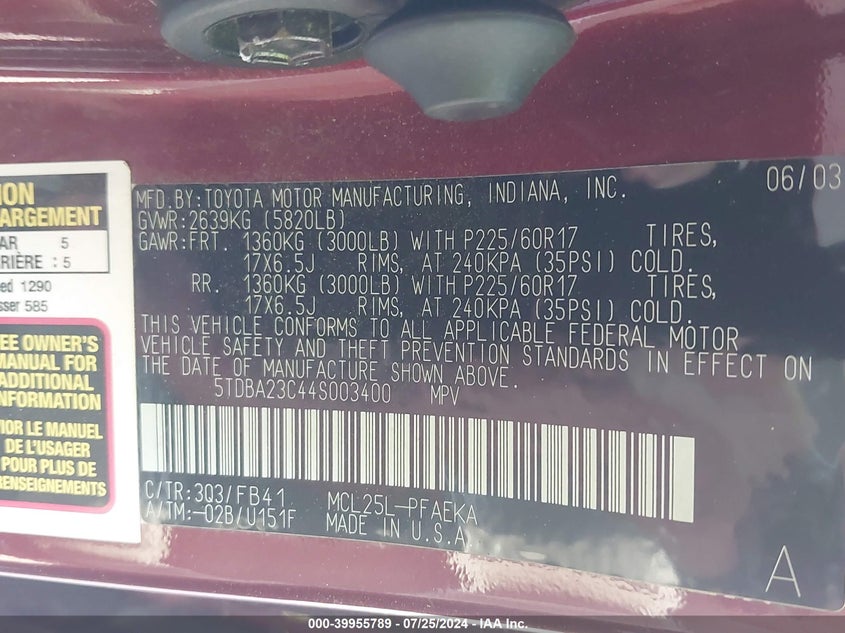 ION
ARGEMENT
AR 5
RIÈRE : 5
ed 1290
sser 585
EE OWNER'S
MANUAL FOR
ADDITIONAL
INFORMATION
OIR LE MANUEL
DE L'USAGER
POUR PLUS DE
RENSEIGNEMENTS
MFD.BY:TOYOTA MOTOR MANUFACTURING, INDIANA, INC. 06/03
GVWR:2639KG (5820LB)
GAWR:FRT. 1360KG (3000LB) WITH P225/60R17 TIRES,
17X6.5J RIMS, AT 240KPA (35PSI) COLD.
RR. 1360KG (3000LB) WITH P225/60R17 TIRES,
17X6.5J RIMS, AT 240KPA (35PSI) COLD.
THIS VEHICLE CONFORMS TO ALL APPLICABLE FEDERAL MOTOR
VEHICLE SAFETY AND THEFT PREVENTION STANDARDS IN EFFECT ON
THE DATE OF MANUFACTURE SHOWN ABOVE.
5TDBA23C44S003400 MPV
C/TR:3Q3/FB41 MCL25L-PFAEKA
A/TM:-02B/U151F MADE IN U.S.A.
A
000-39955789 - 07/25/2024 - IAA Inc.